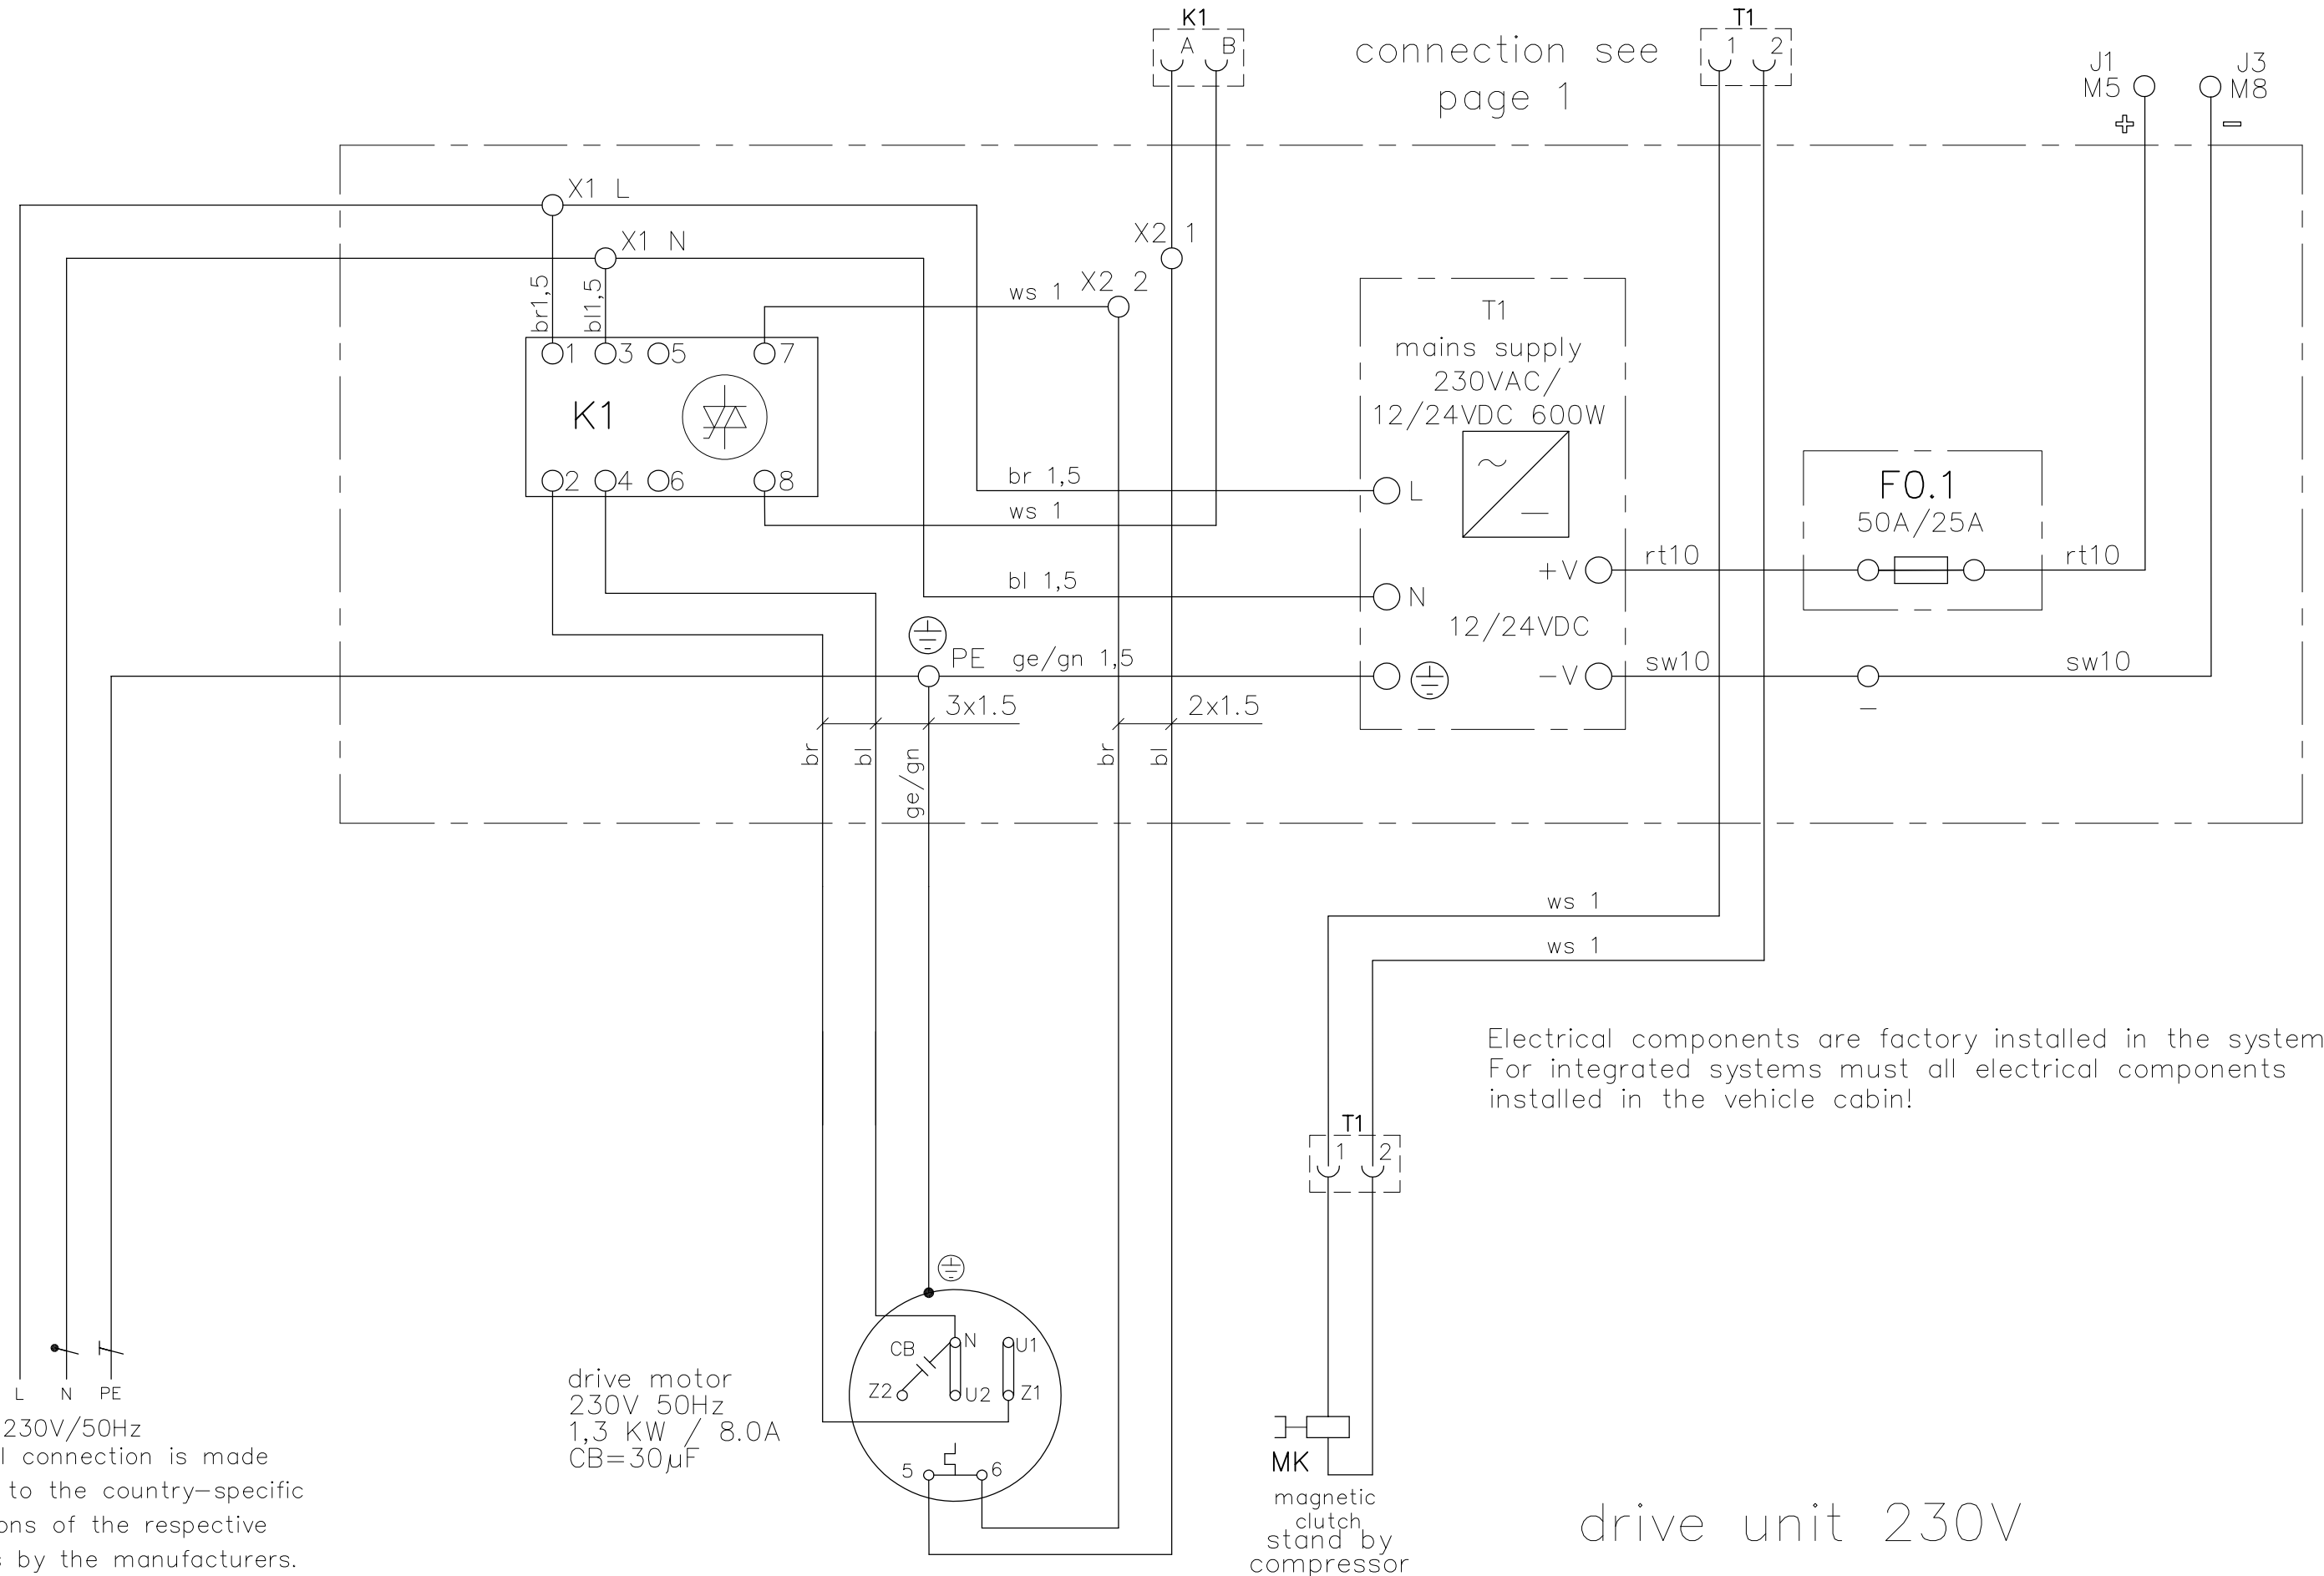 K1
A B
connection see
page 1
T1
1 2
J1
M5
J3
M8
+
−
X1 L
X1 N
X2 1
X2 2
br1,5
bl1,5
ws 1
1 3 5 7
K1
2 4 6 8
br 1,5
ws 1
bl 1,5
T1
mains supply
230VAC/
12/24VDC 600W
L
N
+V
12/24VDC
−V
F0.1
50A/25A
rt10
rt10
sw10
sw10
−
PE ge/gn 1,5
3x1.5
2x1.5
br
bl
ge/gn
br
bl
ws 1
ws 1
Electrical components are factory installed in the system
For integrated systems must all electrical components
installed in the vehicle cabin!
T1
1 2
L N PE
230V/50Hz
connection is made
to the country-specific
of the respective
by the manufacturers.
drive motor
230V 50Hz
1,3 KW / 8.0A
CB=30µF
CB N U1
Z2 U2 Z1
5 6
MK
magnetic
clutch
stand by
compressor
drive unit 230V